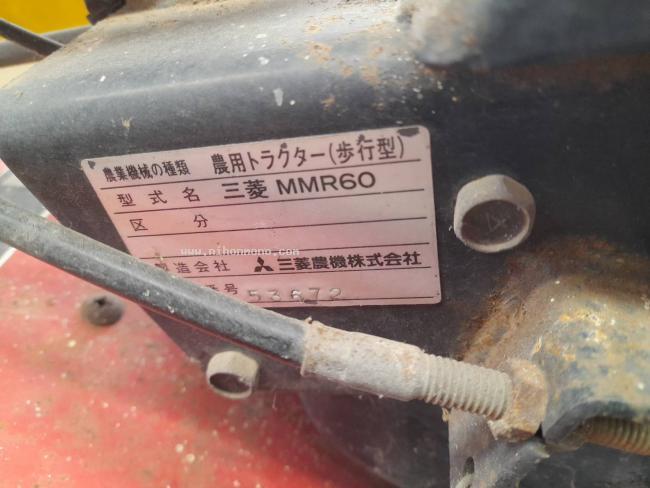 農業機械の種類 農用トラクター(歩行型)
型式名 三菱 MMR60
区分
www.nihonmono.com
造会社 三菱農機株式会社
番号 53672
4